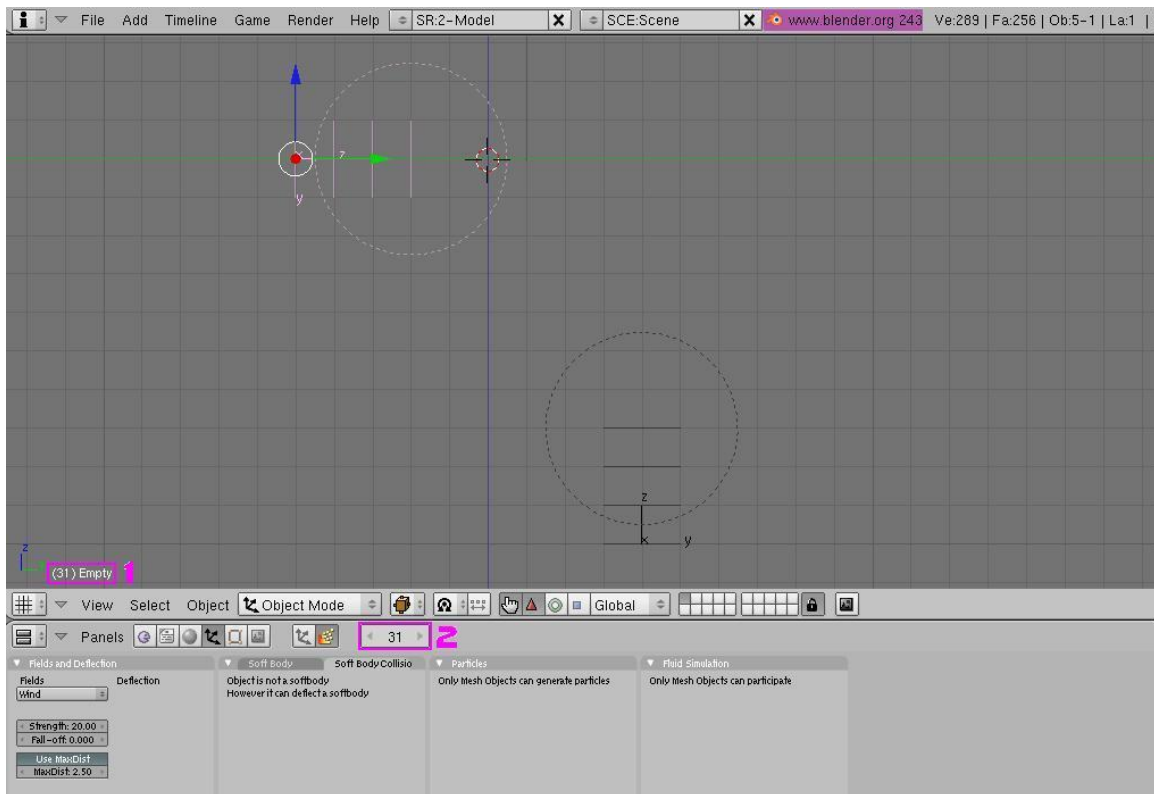 File Add Timeline Game Render Help SR:2-Model X SCE:Scene X www.blender.org 243 Ve:289 | Fa:256 | Ob:5-1 | La:1 |
z
y
z
x y
z
(31) Empty 1
View Select Object Object Mode Global
Panels 31 2
Fields and Deflection Soft Body Soft Body Collisio Particles Fluid Simulation
Fields Deflection Object is not a softbody Only Mesh Objects can generate particles Only Mesh Objects can participate
Wind However it can deflect a softbody
Strength: 20.00
Fall-off: 0.000
Use MaxDist
MaxDist: 2.50